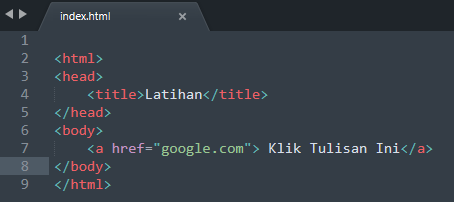 index.html ×
1
2 <html>
3 <head>
4     <title>Latihan</title>
5 </head>
6 <body>
7     <a href="google.com"> Klik Tulisan Ini</a>
8 </body>
9 </html>